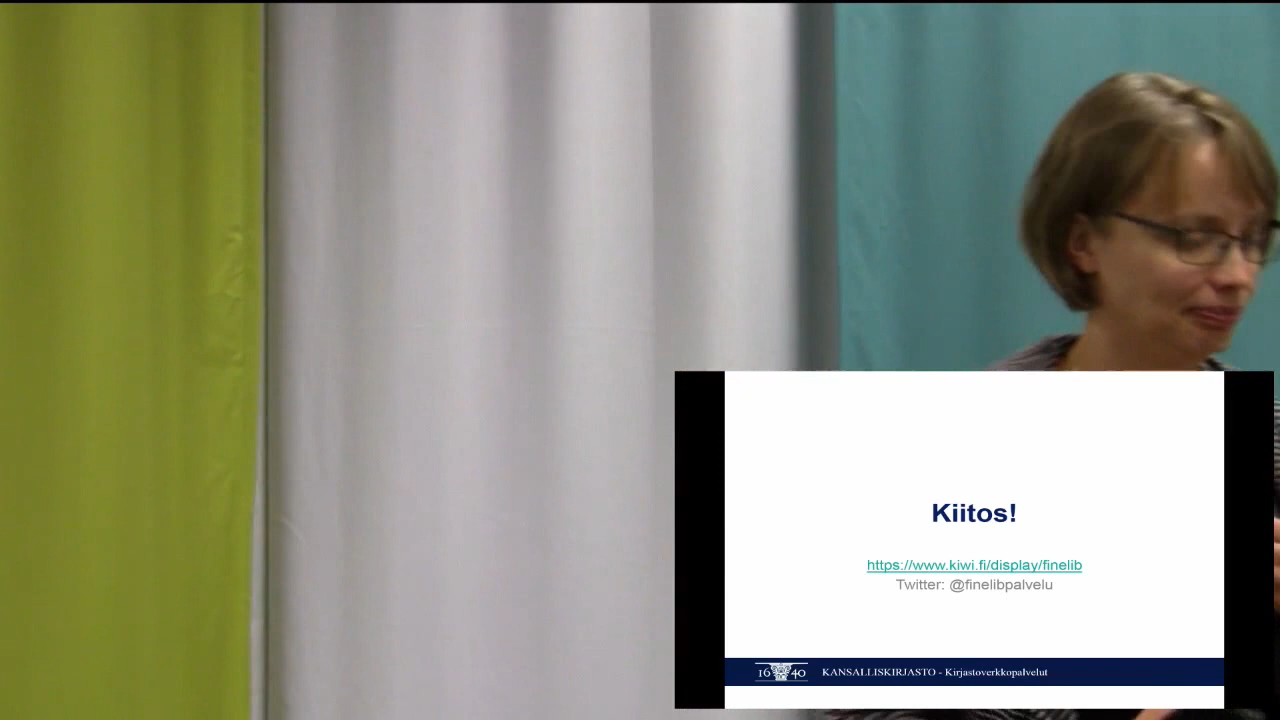 Kiitos!
https://www.kiwi.fi/display/finelib
Twitter: @finelibpalvelu
1640 KANSALLISKIRJASTO - Kirjastoverkkopalvelut